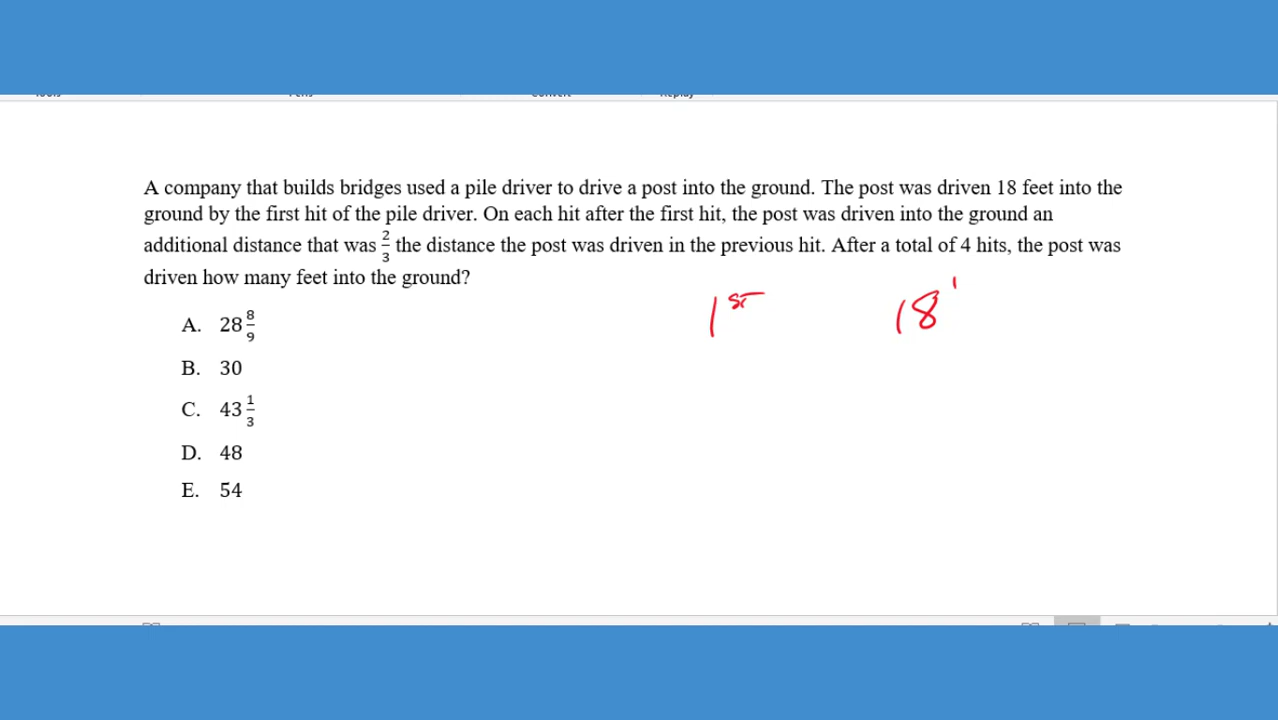 A company that builds bridges used a pile driver to drive a post into the ground. The post was driven 18 feet into the
ground by the first hit of the pile driver. On each hit after the first hit, the post was driven into the ground an
additional distance that was 2/3 the distance the post was driven in the previous hit. After a total of 4 hits, the post was
driven how many feet into the ground?
1st 18'
A. 28 8/9
B. 30
C. 43 1/3
D. 48
E. 54